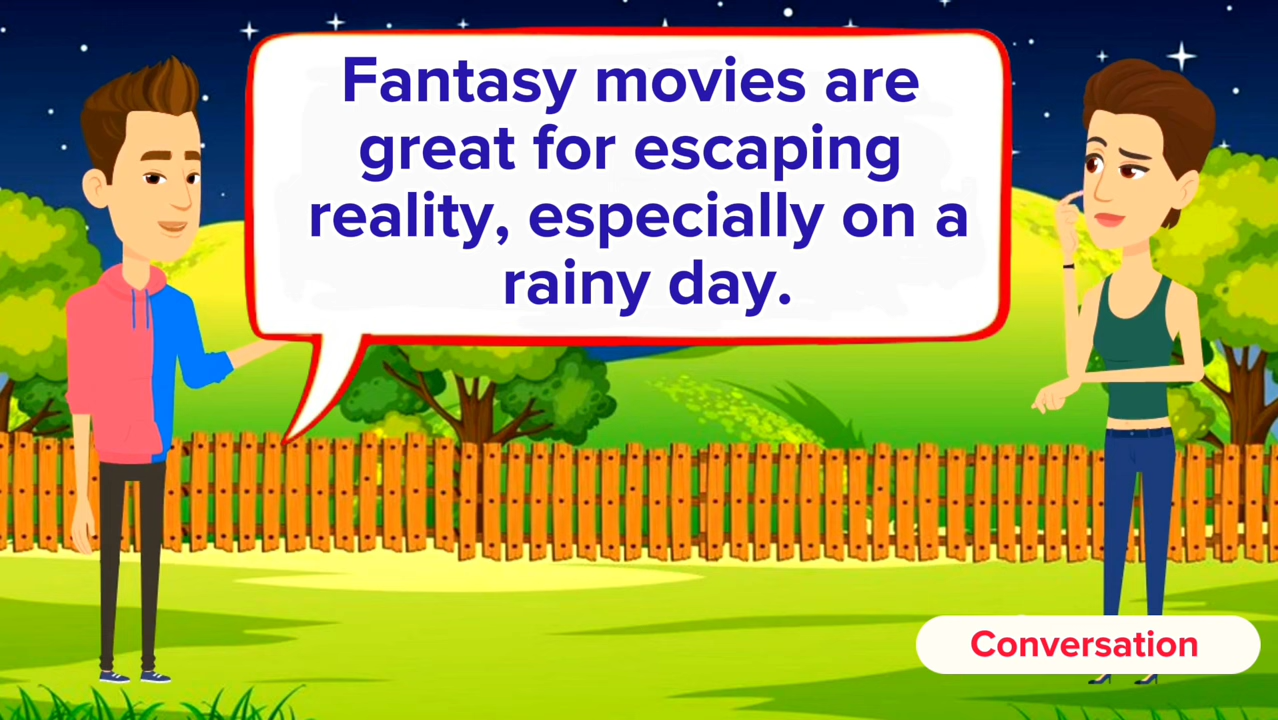 Fantasy movies are
great for escaping
reality, especially on a
rainy day.
Conversation